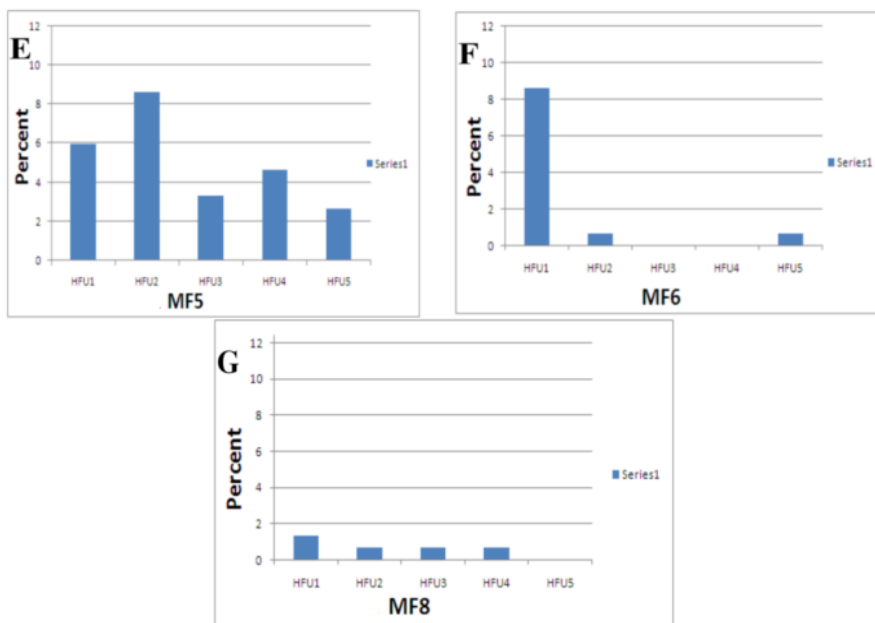 E
12
10
8
6
4
2
0
Percent
HFU1 HFU2 HFU3 HFU4 HFU5
MF5
Series1
F
12
10
8
6
4
2
0
Percent
HFU1 HFU2 HFU3 HFU4 HFU5
MF6
Series1
G
12
10
8
6
4
2
0
Percent
HFU1 HFU2 HFU3 HFU4 HFU5
MF8
Series1